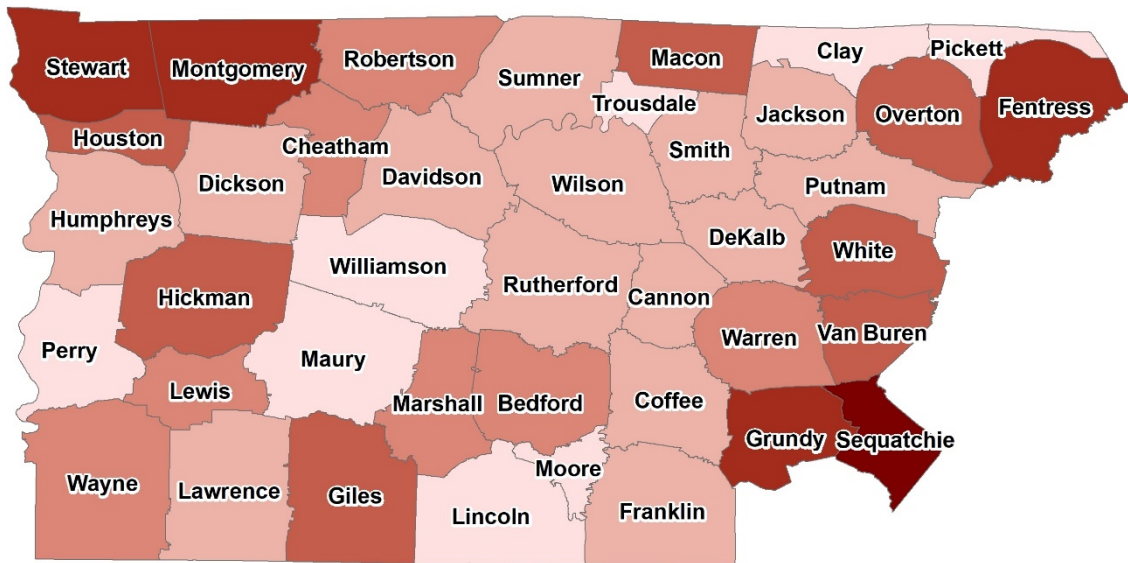 Stewart
Montgomery
Robertson
Sumner
Macon
Clay
Pickett
Trousdale
Jackson
Overton
Fentress
Houston
Cheatham
Dickson
Davidson
Wilson
Smith
Putnam
Humphreys
DeKalb
White
Williamson
Rutherford
Cannon
Hickman
Warren
Van Buren
Perry
Maury
Lewis
Marshall
Bedford
Coffee
Grundy
Sequatchie
Moore
Wayne
Lawrence
Giles
Lincoln
Franklin